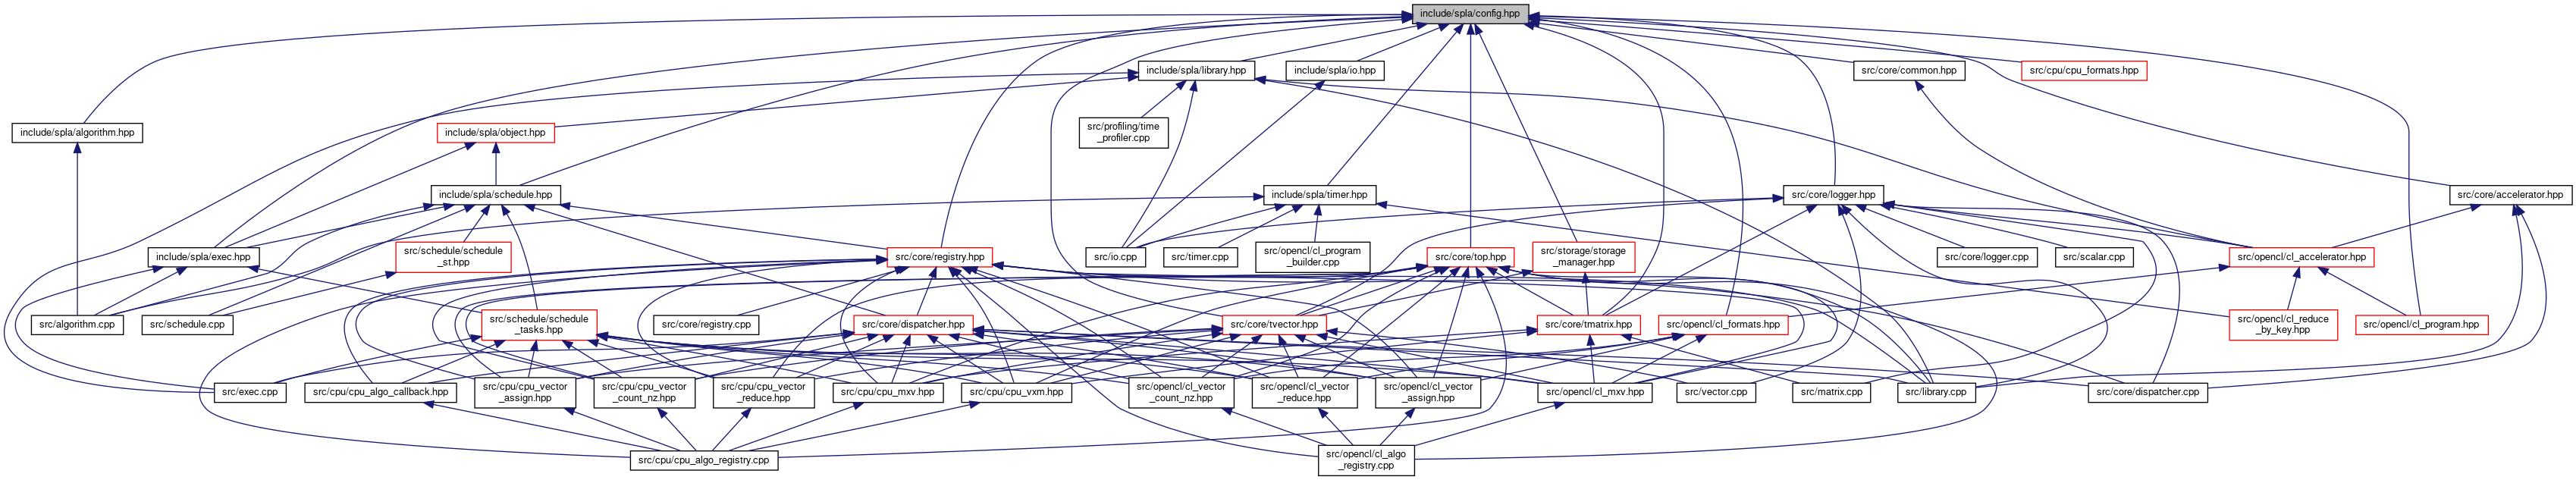 include/spla/config.hpp
include/spla/library.hpp
include/spla/io.hpp
src/core/common.hpp
src/cpu/cpu_formats.hpp
src/profiling/time
_profiler.cpp
include/spla/algorithm.hpp
include/spla/object.hpp
include/spla/schedule.hpp
include/spla/timer.hpp
src/core/logger.hpp
src/core/accelerator.hpp
include/spla/exec.hpp
src/schedule/schedule
_st.hpp
src/core/registry.hpp
src/io.cpp
src/timer.cpp
src/opencl/cl_program
_builder.cpp
src/core/top.hpp
src/storage/storage
_manager.hpp
src/core/logger.cpp
src/scalar.cpp
src/opencl/cl_accelerator.hpp
src/algorithm.cpp
src/schedule.cpp
src/schedule/schedule
_tasks.hpp
src/core/registry.cpp
src/core/dispatcher.hpp
src/core/tvector.hpp
src/core/tmatrix.hpp
src/opencl/cl_formats.hpp
src/opencl/cl_reduce
_by_key.hpp
src/opencl/cl_program.hpp
src/exec.cpp
src/cpu/cpu_algo_callback.hpp
src/cpu/cpu_vector
_assign.hpp
src/cpu/cpu_vector
_count_nz.hpp
src/cpu/cpu_vector
_reduce.hpp
src/cpu/cpu_mxv.hpp
src/cpu/cpu_vxm.hpp
src/opencl/cl_vector
_count_nz.hpp
src/opencl/cl_vector
_reduce.hpp
src/opencl/cl_vector
_assign.hpp
src/opencl/cl_mxv.hpp
src/vector.cpp
src/matrix.cpp
src/library.cpp
src/core/dispatcher.cpp
src/cpu/cpu_algo_registry.cpp
src/opencl/cl_algo
_registry.cpp